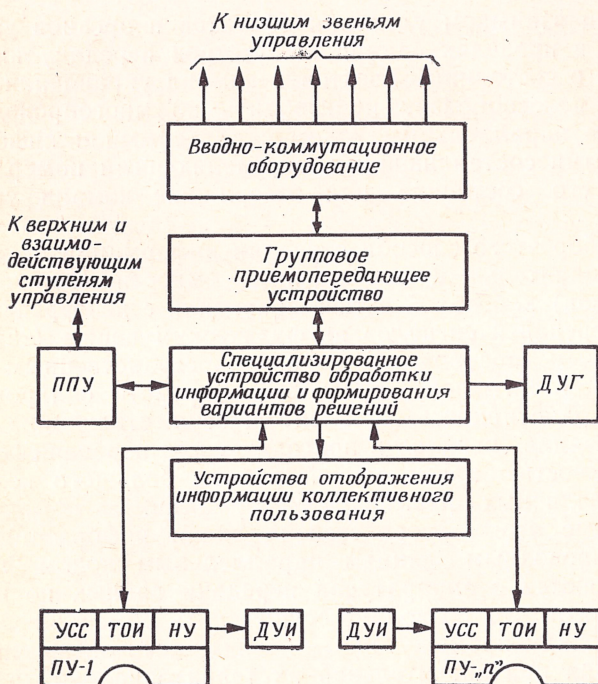 К низшим звеньям
управления
Вводно-коммутационное
оборудование
К верхним и
взаимо-
действующим
ступеням
управления
Групповое
приемопередающее
устройство
ППУ
Специализированное
устройство обработки
информации и формирования
вариантов решений
ДУГ
Устройства отображения
информации коллективного
пользования
УСС ТОИ НУ ДУИ ДУИ УСС ТОИ НУ
ПУ-1 ПУ-„n”